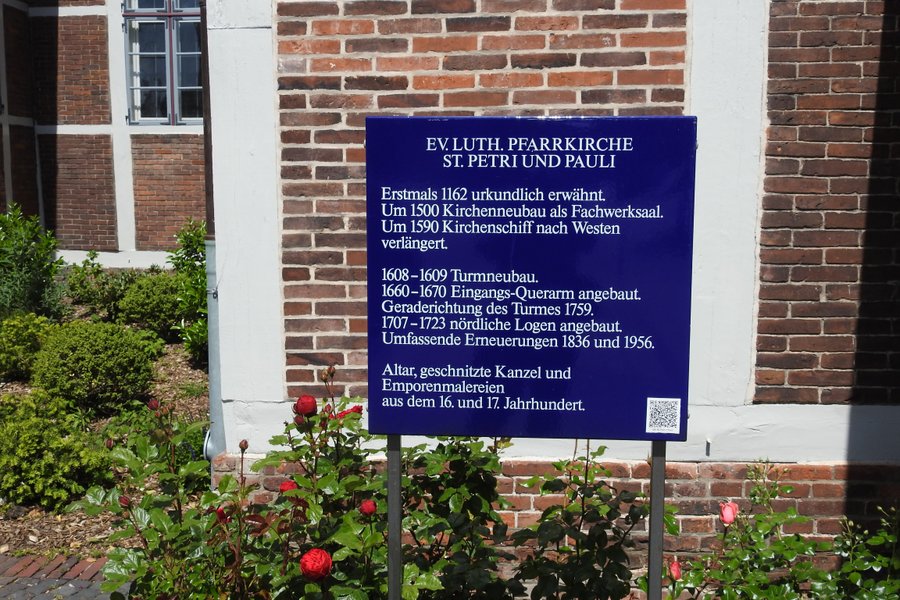 EV. LUTH. PFARRKIRCHE
ST. PETRI UND PAULI
Erstmals 1162 urkundlich erwähnt.
Um 1500 Kirchenneubau als Fachwerksaal.
Um 1590 Kirchenschiff nach Westen
verlängert.
1608–1609 Turmneubau.
1660–1670 Eingangs-Querarm angebaut.
Geraderichtung des Turmes 1759.
1707–1723 nördliche Logen angebaut.
Umfassende Erneuerungen 1836 und 1956.
Altar, geschnitzte Kanzel und
Emporenmalereien
aus dem 16. und 17. Jahrhundert.